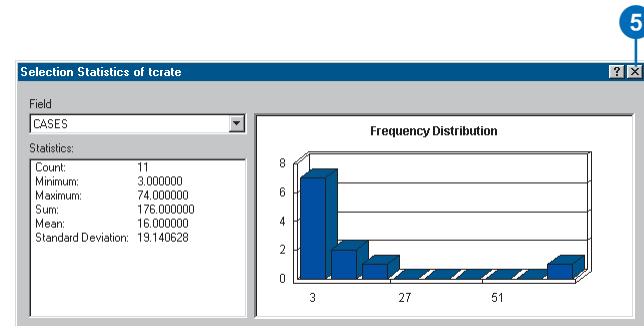 5
Selection Statistics of tcrate
? ×
Field
CASES
Statistics:
Count: 11
Minimum: 3.000000
Maximum: 74.000000
Sum: 176.000000
Mean: 16.000000
Standard Deviation: 19.140628
Frequency Distribution
8
6
4
2
0
3 27 51